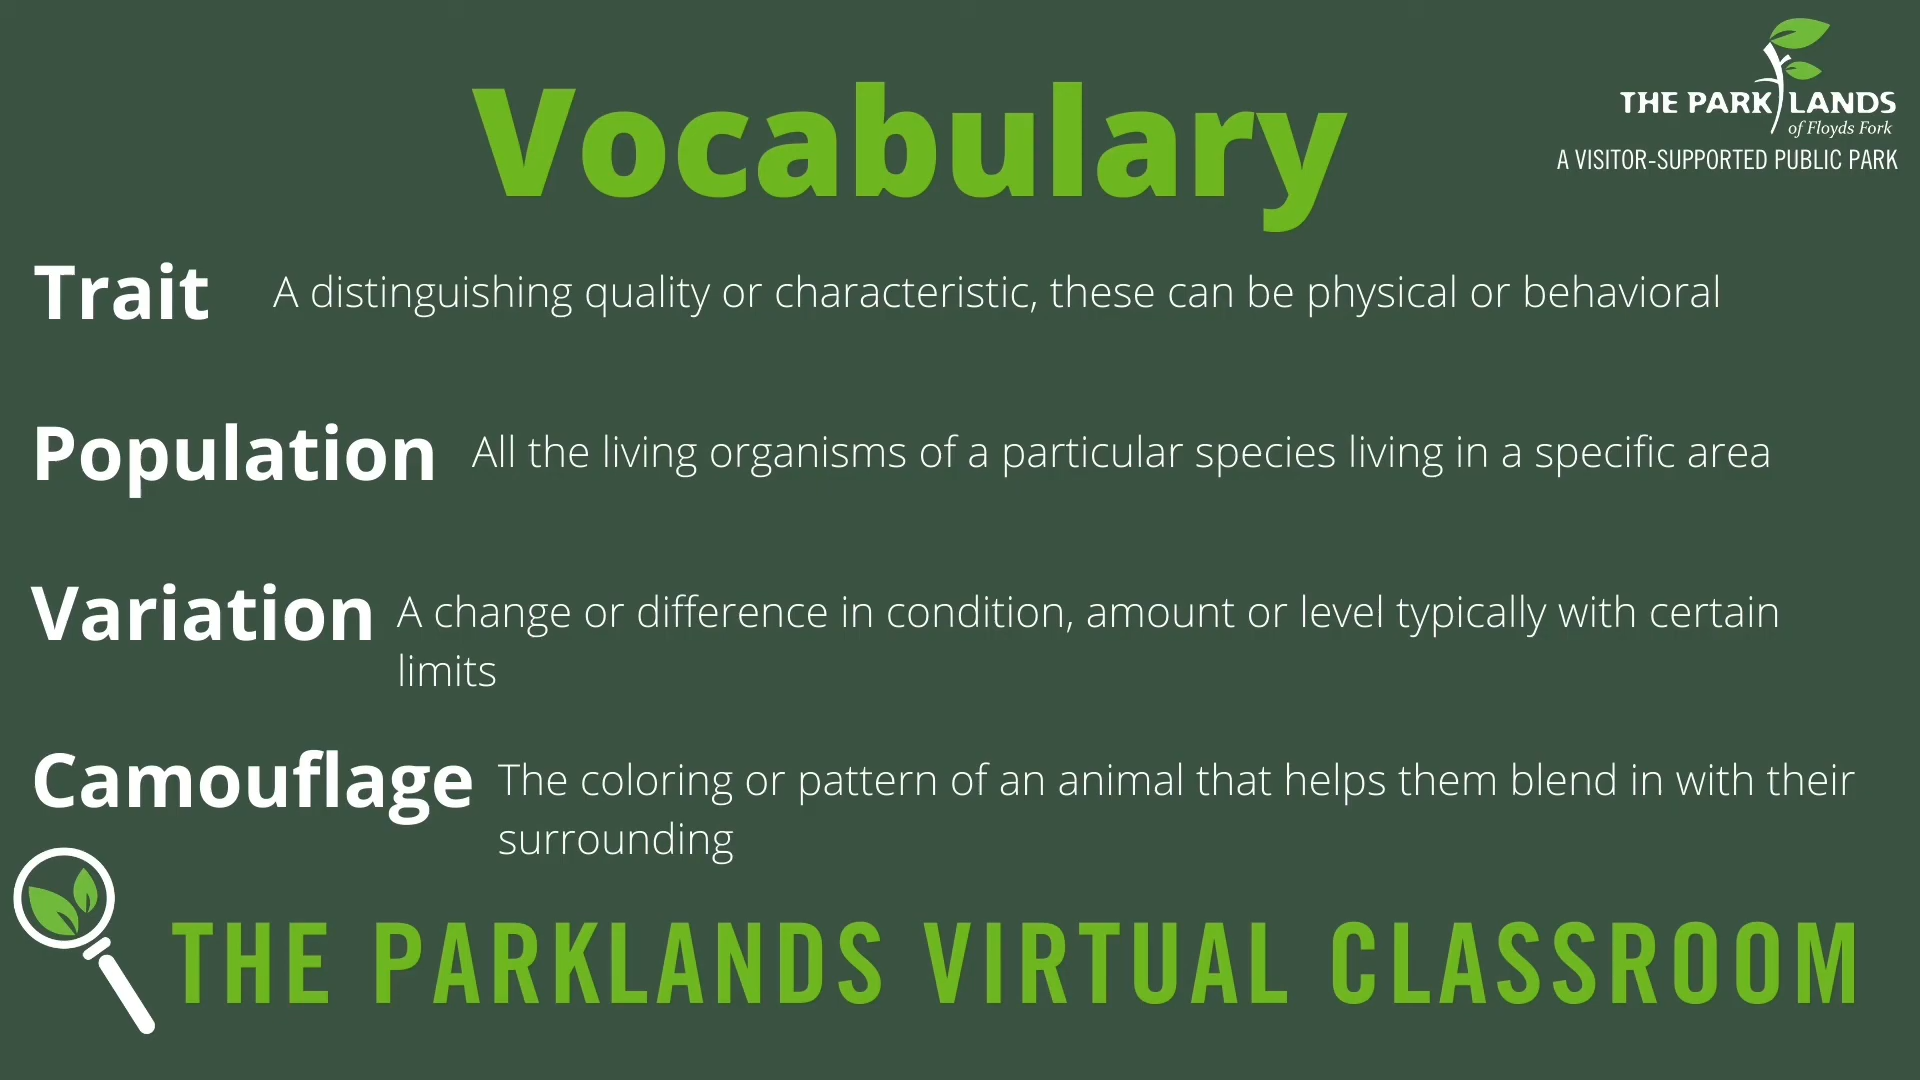 Vocabulary
THE PARKLANDS
of Floyds Fork
A VISITOR-SUPPORTED PUBLIC PARK
Trait A distinguishing quality or characteristic, these can be physical or behavioral
Population All the living organisms of a particular species living in a specific area
Variation A change or difference in condition, amount or level typically with certain
limits
Camouflage The coloring or pattern of an animal that helps them blend in with their
surrounding
THE PARKLANDS VIRTUAL CLASSROOM